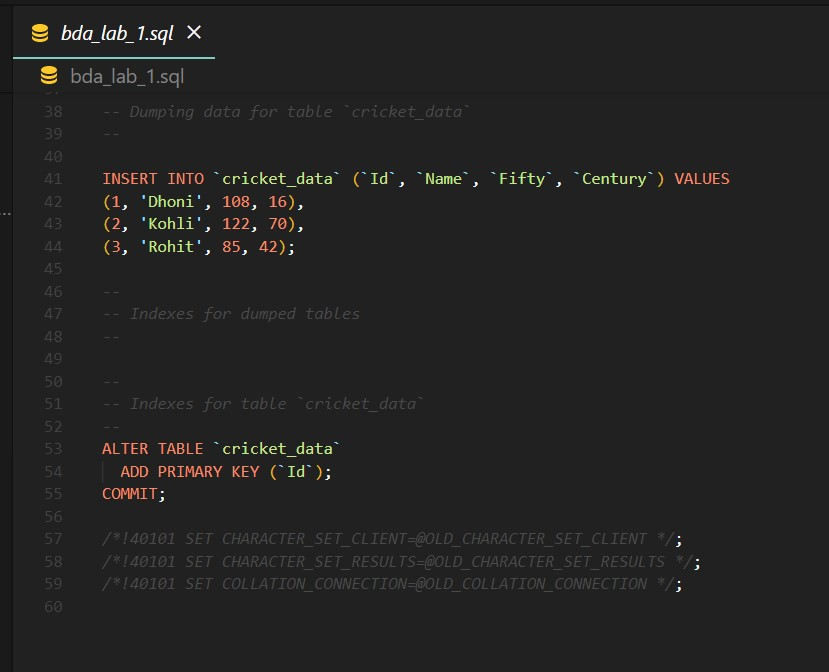 bda_lab_1.sql
bda_lab_1.sql
38 -- Dumping data for table `cricket_data`
39 --
40
41 INSERT INTO `cricket_data` (`Id`, `Name`, `Fifty`, `Century`) VALUES
42 (1, 'Dhoni', 108, 16),
43 (2, 'Kohli', 122, 70),
44 (3, 'Rohit', 85, 42);
45
46 --
47 -- Indexes for dumped tables
48 --
49
50 --
51 -- Indexes for table `cricket_data`
52 --
53 ALTER TABLE `cricket_data`
54 ADD PRIMARY KEY (`Id`);
55 COMMIT;
56
57 /*!40101 SET CHARACTER_SET_CLIENT=@OLD_CHARACTER_SET_CLIENT */;
58 /*!40101 SET CHARACTER_SET_RESULTS=@OLD_CHARACTER_SET_RESULTS */;
59 /*!40101 SET COLLATION_CONNECTION=@OLD_COLLATION_CONNECTION */;
60